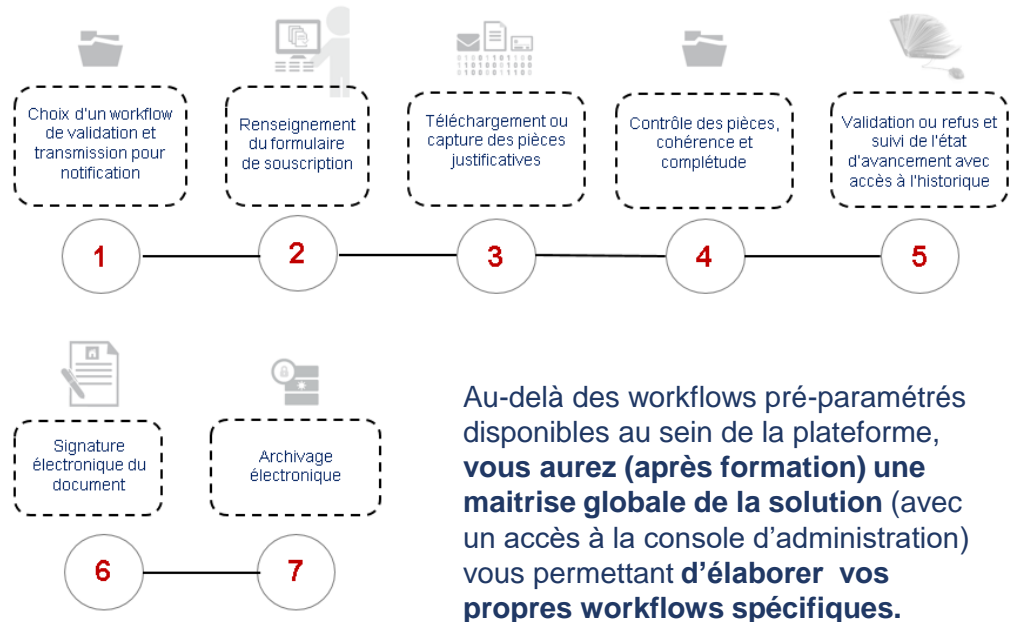 Choix d'un workflow
de validation et
transmission pour
notification
Renseignement
du formulaire
de souscription
Téléchargement ou
capture des pièces
justificatives
Contrôle des pièces,
cohérence et
complétude
Validation ou refus et
suivi de l'état
d'avancement avec
accès à l'historique
1
2
3
4
5
Signature
électronique du
document
Archivage
électronique
6
7
Au-delà des workflows pré-paramétrés
disponibles au sein de la plateforme,
vous aurez (après formation) une
maitrise globale de la solution (avec
un accès à la console d’administration)
vous permettant d’élaborer vos
propres workflows spécifiques.